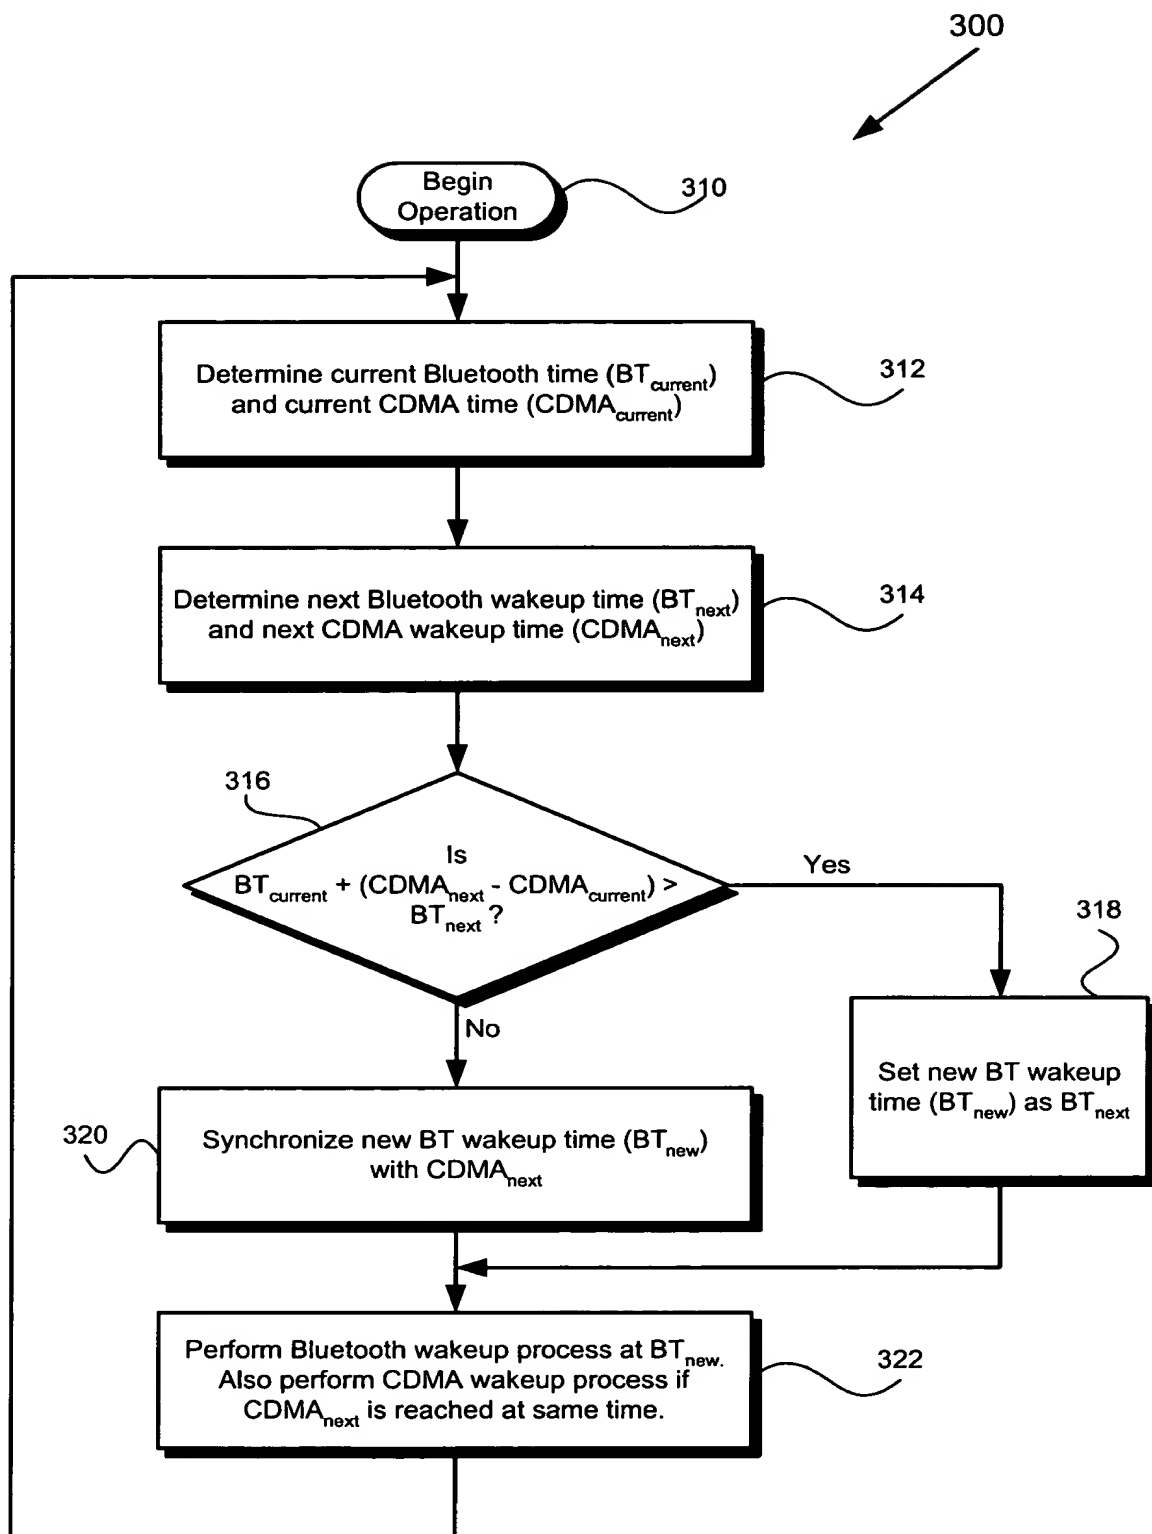 300
Begin
Operation
310
Determine current Bluetooth time (BTcurrent)
and current CDMA time (CDMAcurrent)
312
Determine next Bluetooth wakeup time (BTnext)
and next CDMA wakeup time (CDMAnext)
314
316
Is
BTcurrent + (CDMAnext - CDMAcurrent) >
BTnext ?
Yes
318
No
Set new BT wakeup
time (BTnew) as BTnext
320
Synchronize new BT wakeup time (BTnew)
with CDMAnext
Perform Bluetooth wakeup process at BTnew.
Also perform CDMA wakeup process if
CDMAnext is reached at same time.
322